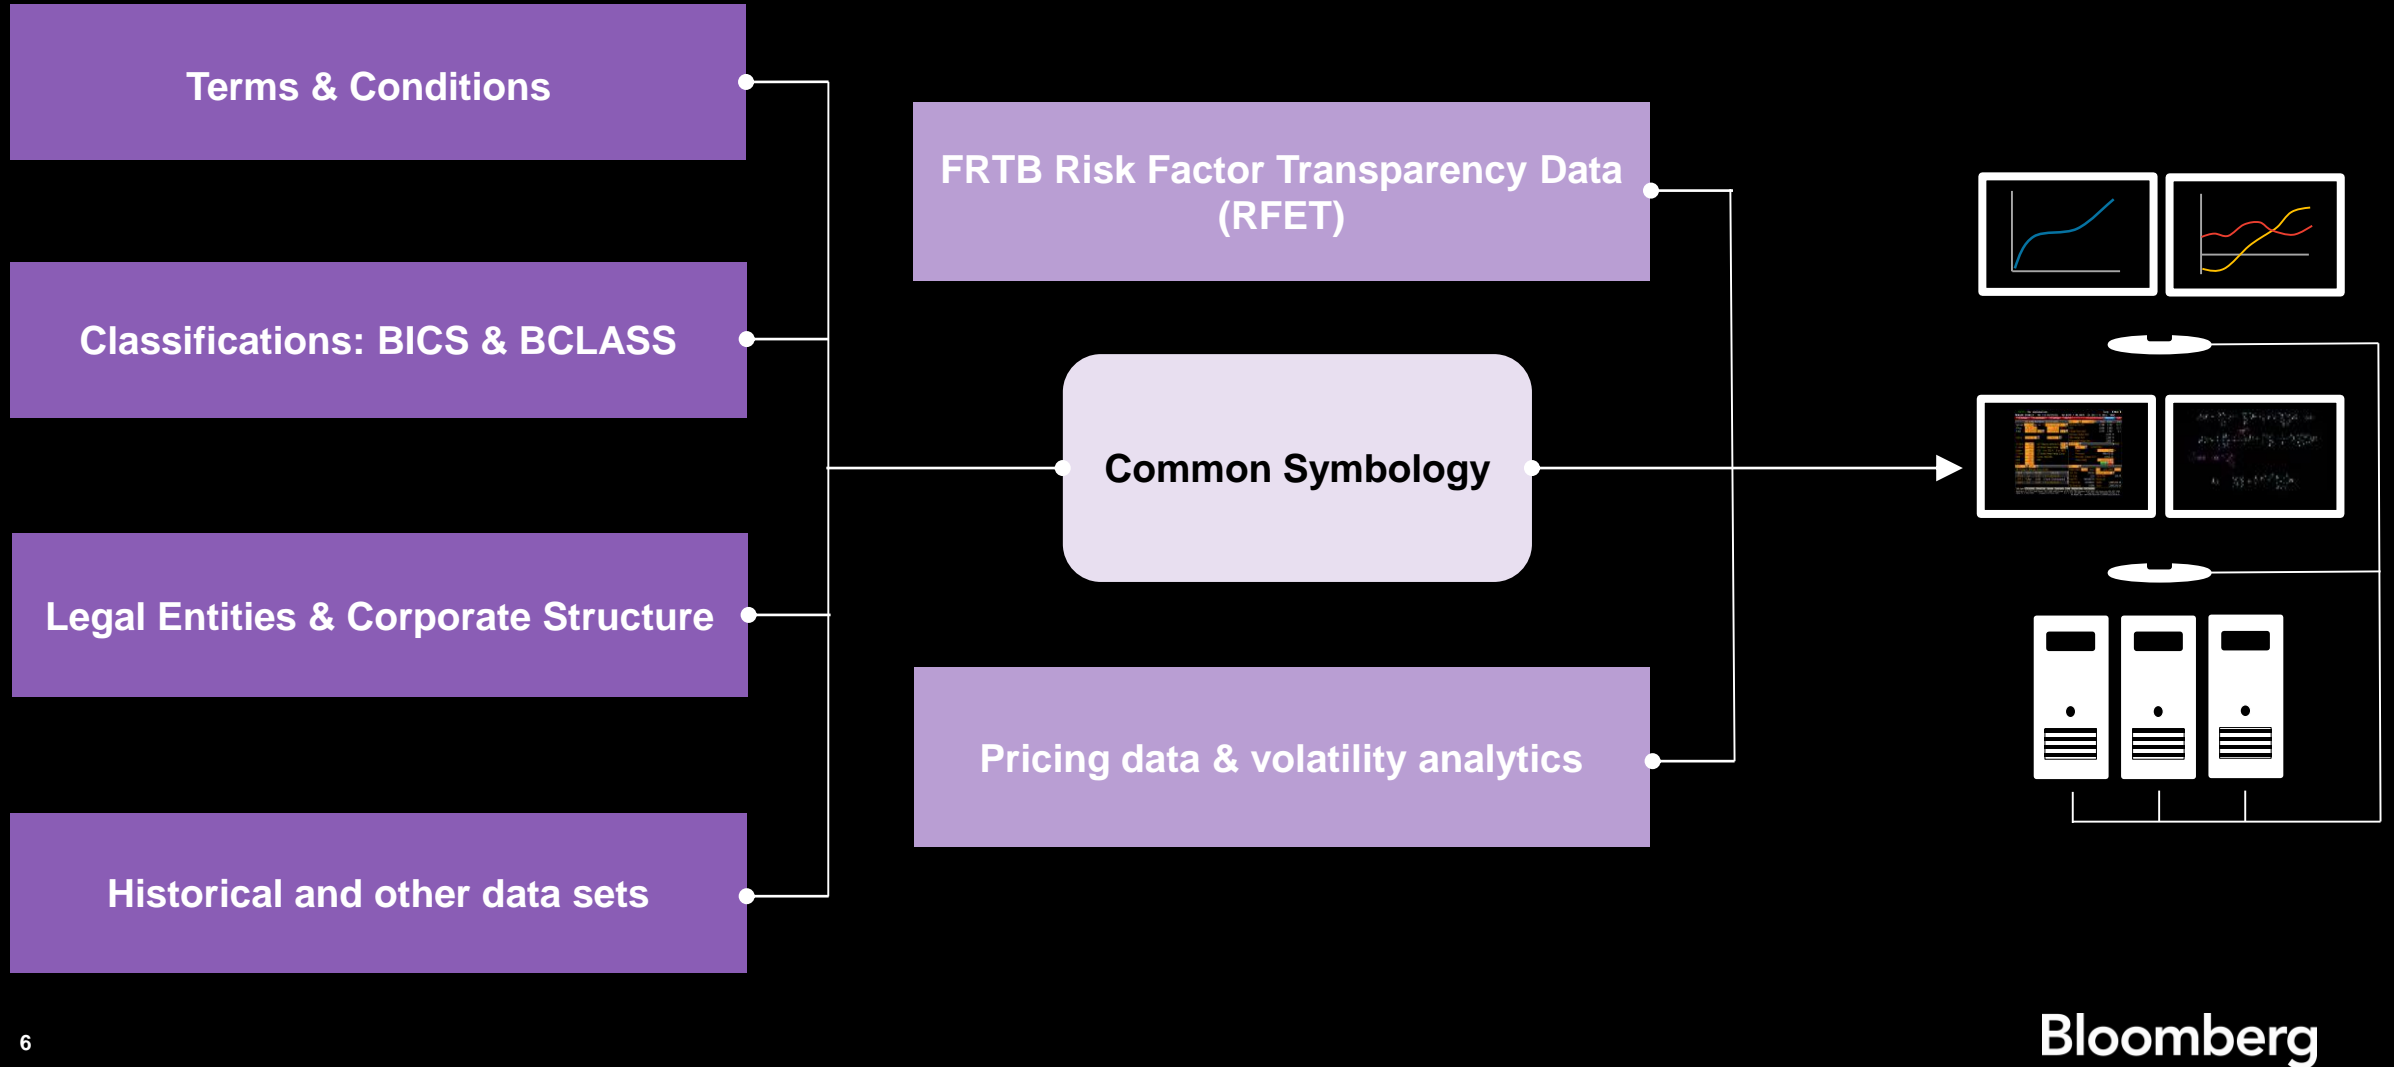 Terms & Conditions
Classifications: BICS & BCLASS
Legal Entities & Corporate Structure
Historical and other data sets
FRTB Risk Factor Transparency Data
(RFET)
Common Symbology
Pricing data & volatility analytics
6
Bloomberg